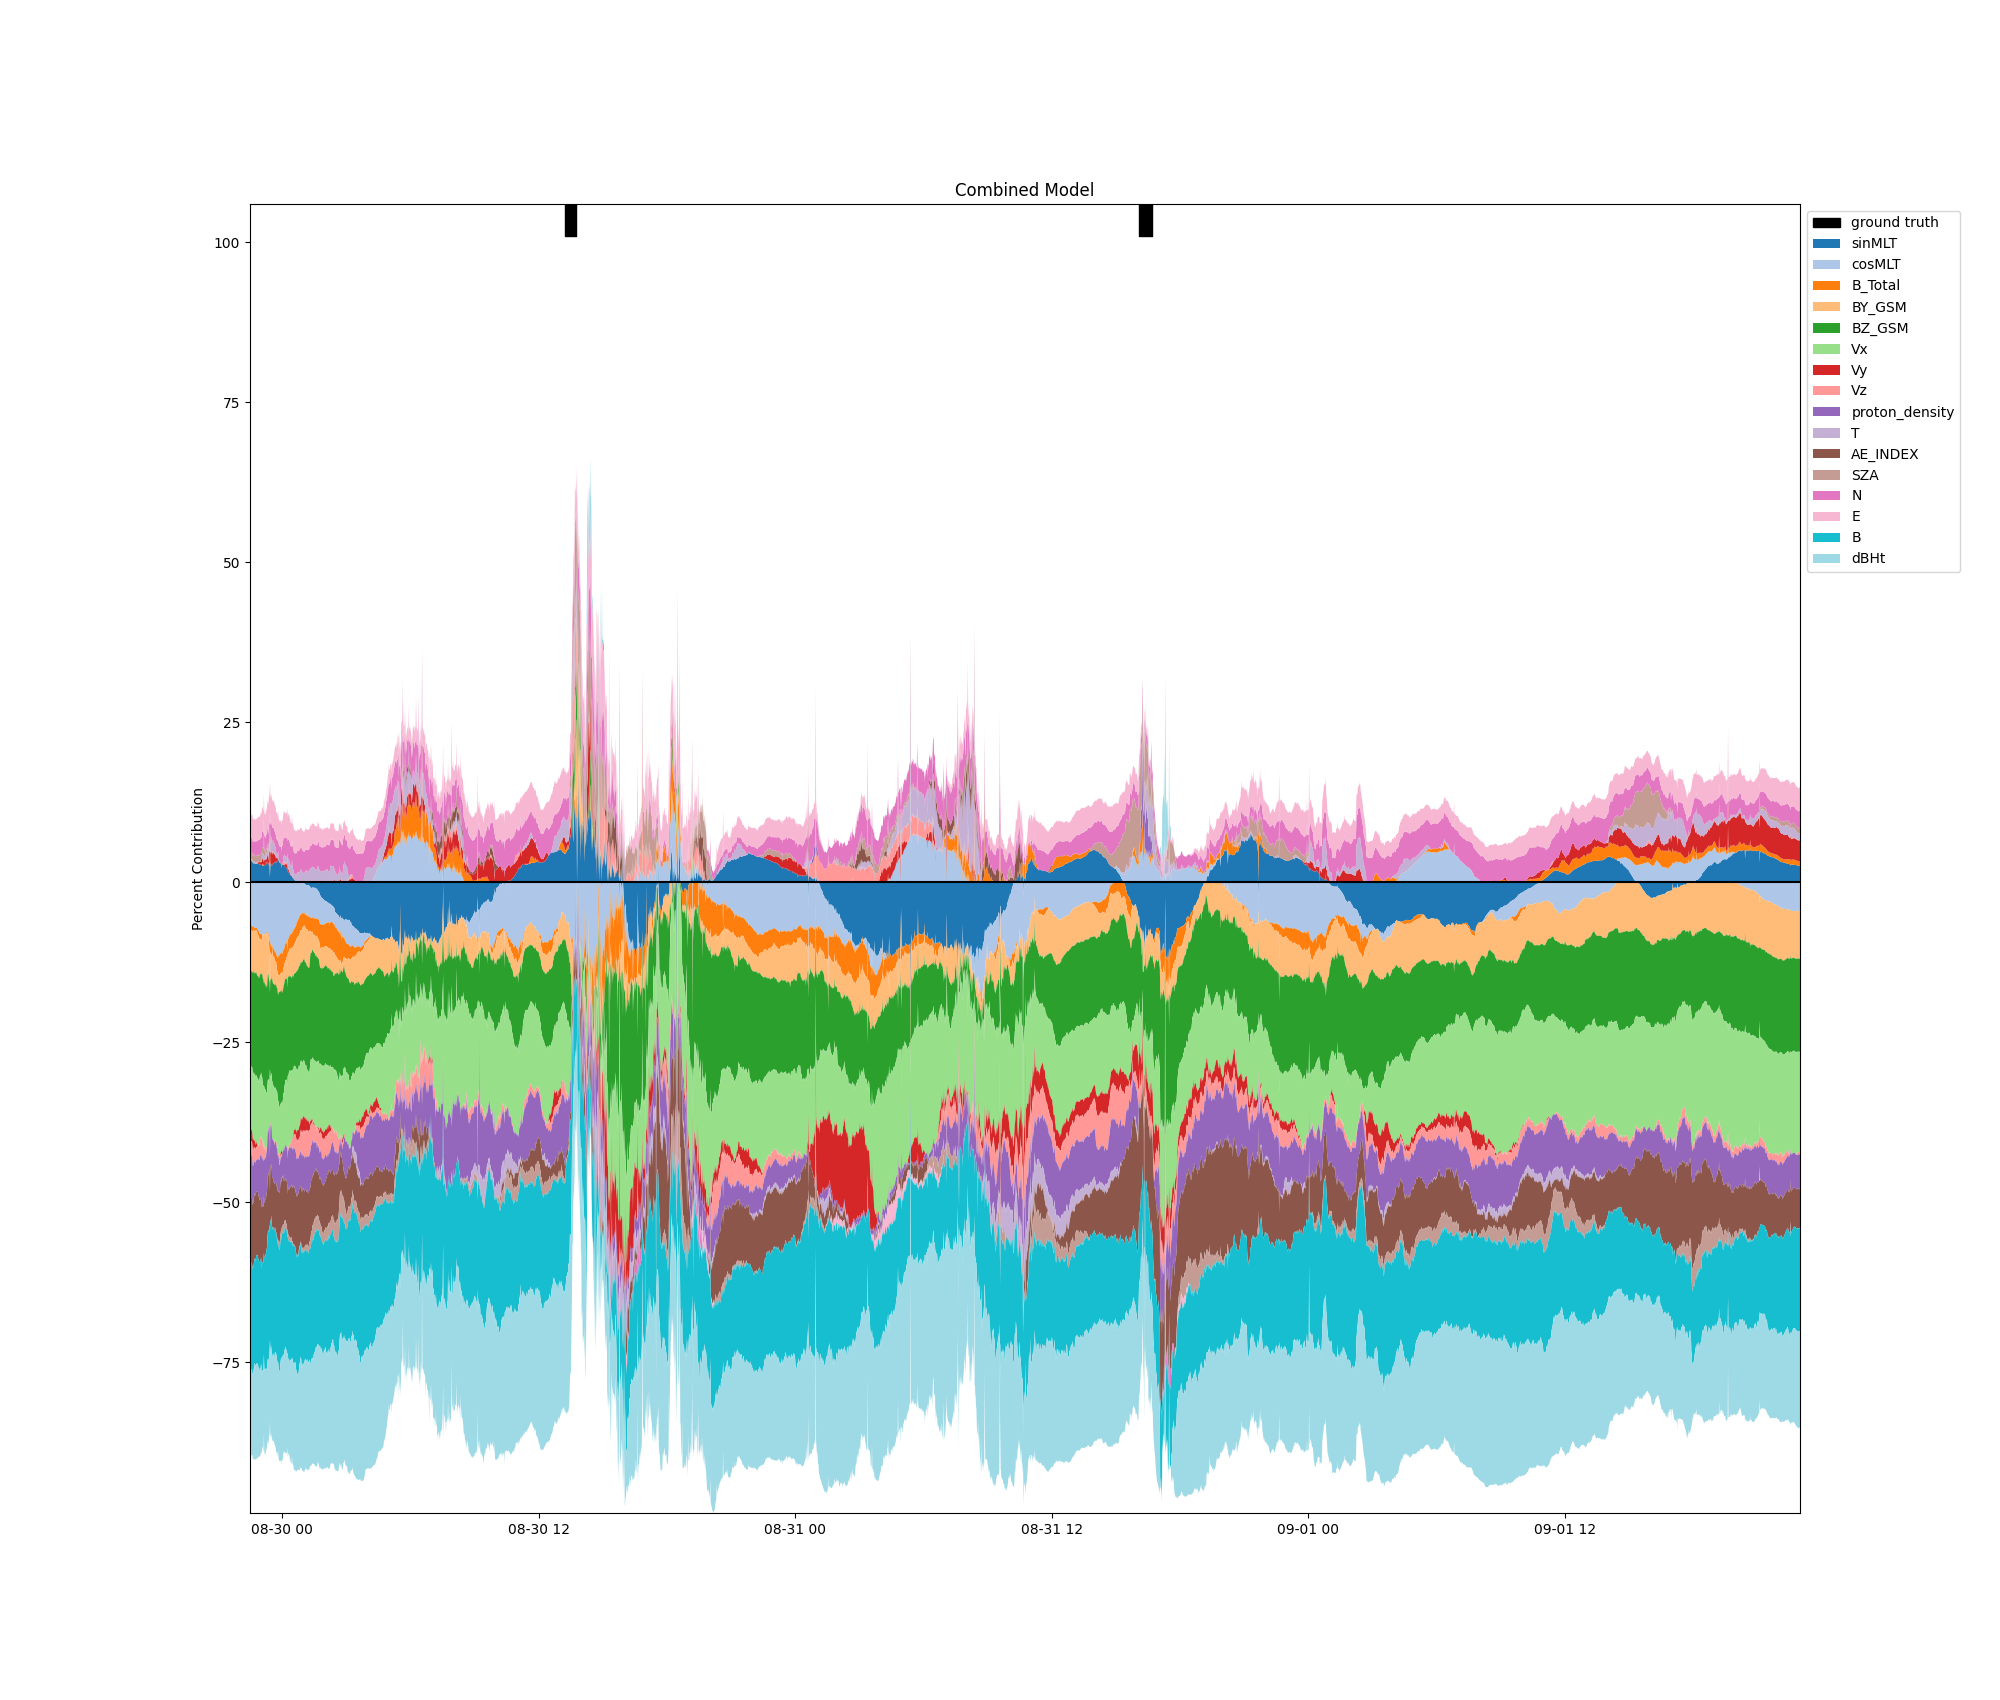 Combined Model
100
75
50
25
0
−25
−50
−75
Percent Contribution
08-30 00
08-30 12
08-31 00
08-31 12
09-01 00
09-01 12
ground truth
sinMLT
cosMLT
B_Total
BY_GSM
BZ_GSM
Vx
Vy
Vz
proton_density
T
AE_INDEX
SZA
N
E
B
dBHt